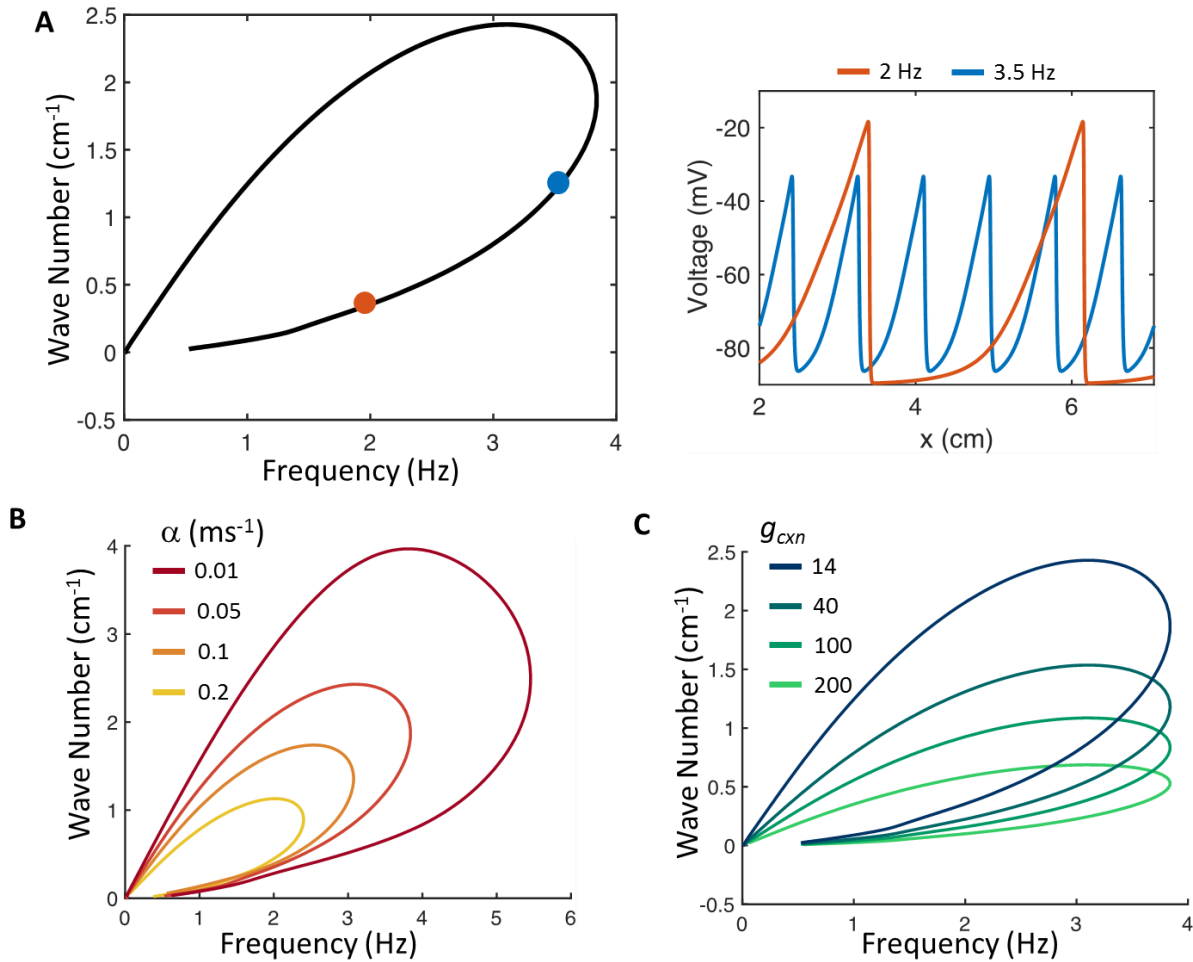 A
2.5
2
1.5
1
0.5
0
-0.5
Wave Number (cm-1)
0 1 2 3 4
Frequency (Hz)
2 Hz 3.5 Hz
-20
-40
-60
-80
Voltage (mV)
2 4 6
x (cm)
B
α (ms-1)
0.01
0.05
0.1
0.2
4
3
2
1
0
Wave Number (cm-1)
0 1 2 3 4 5 6
Frequency (Hz)
C
gcxn
14
40
100
200
2.5
2
1.5
1
0.5
0
-0.5
Wave Number (cm-1)
0 1 2 3 4
Frequency (Hz)